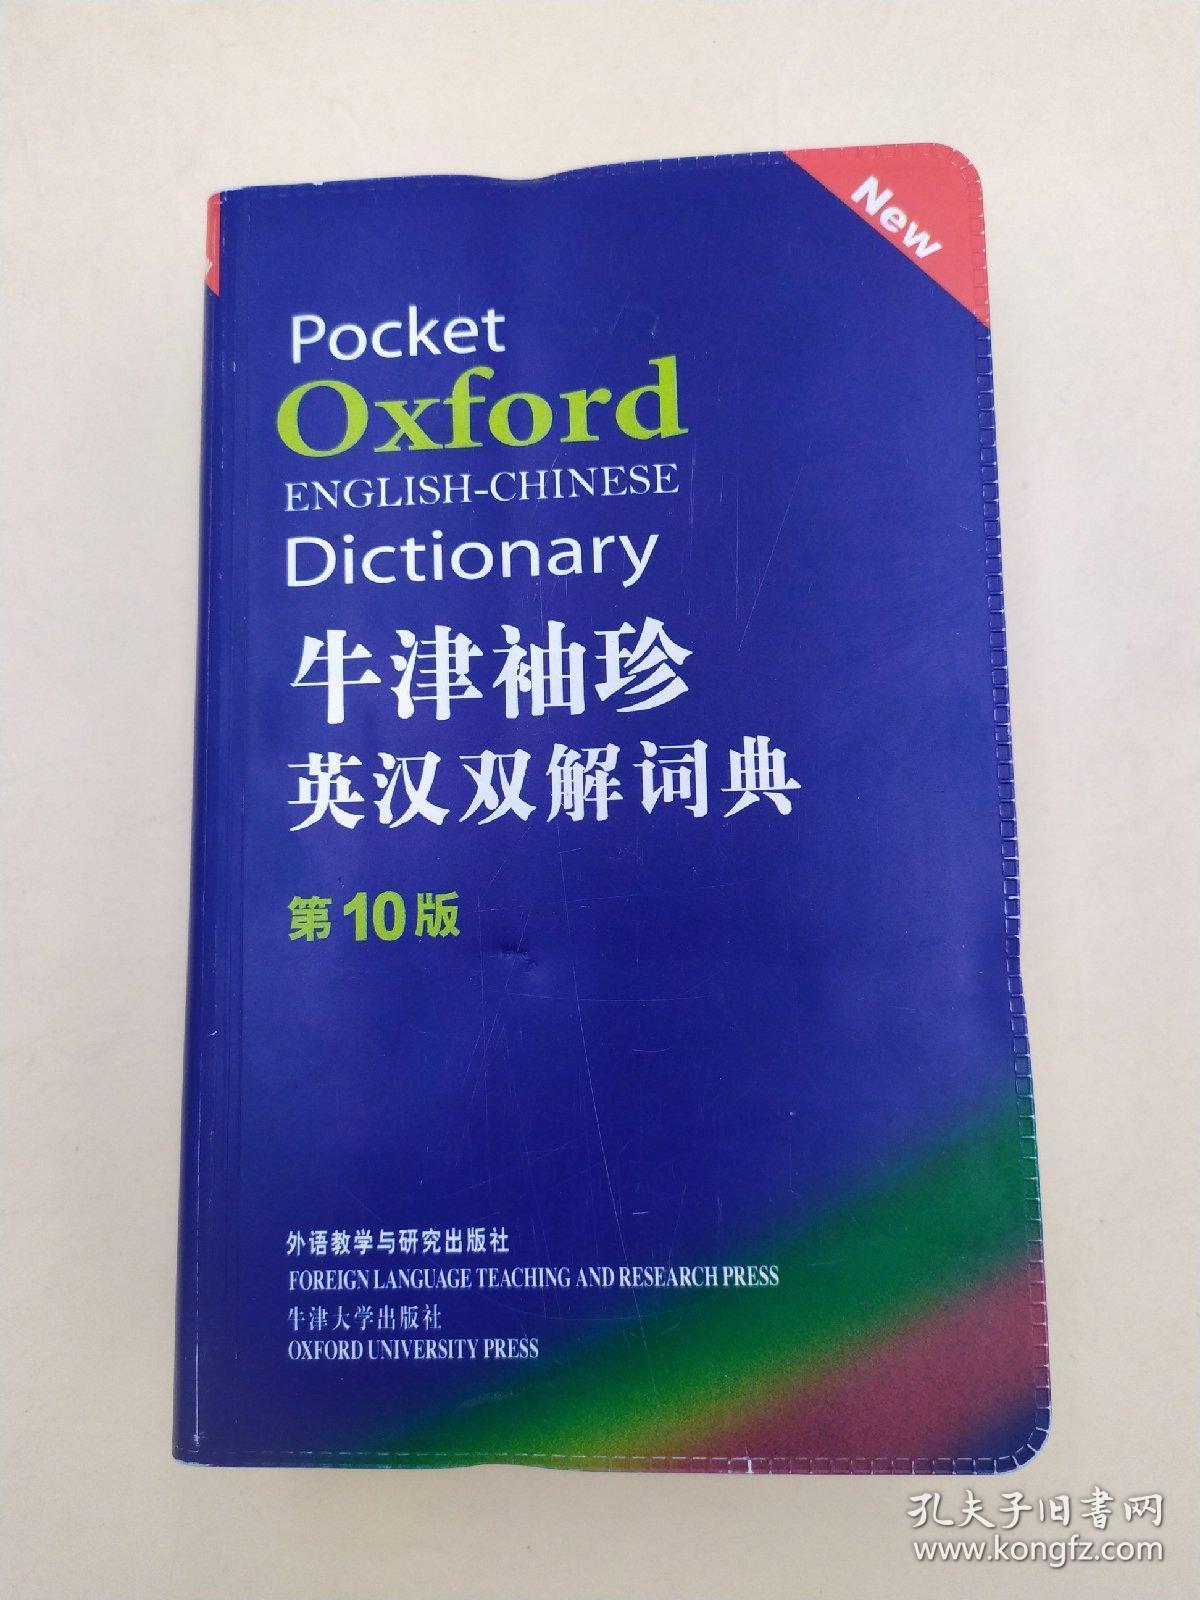 New
Pocket
Oxford
ENGLISH-CHINESE
Dictionary
牛津袖珍
英汉双解词典
第10版
外语教学与研究出版社
FOREIGN LANGUAGE TEACHING AND RESEARCH PRESS
牛津大学出版社
OXFORD UNIVERSITY PRESS
孔夫子旧书网
www.kongfz.com